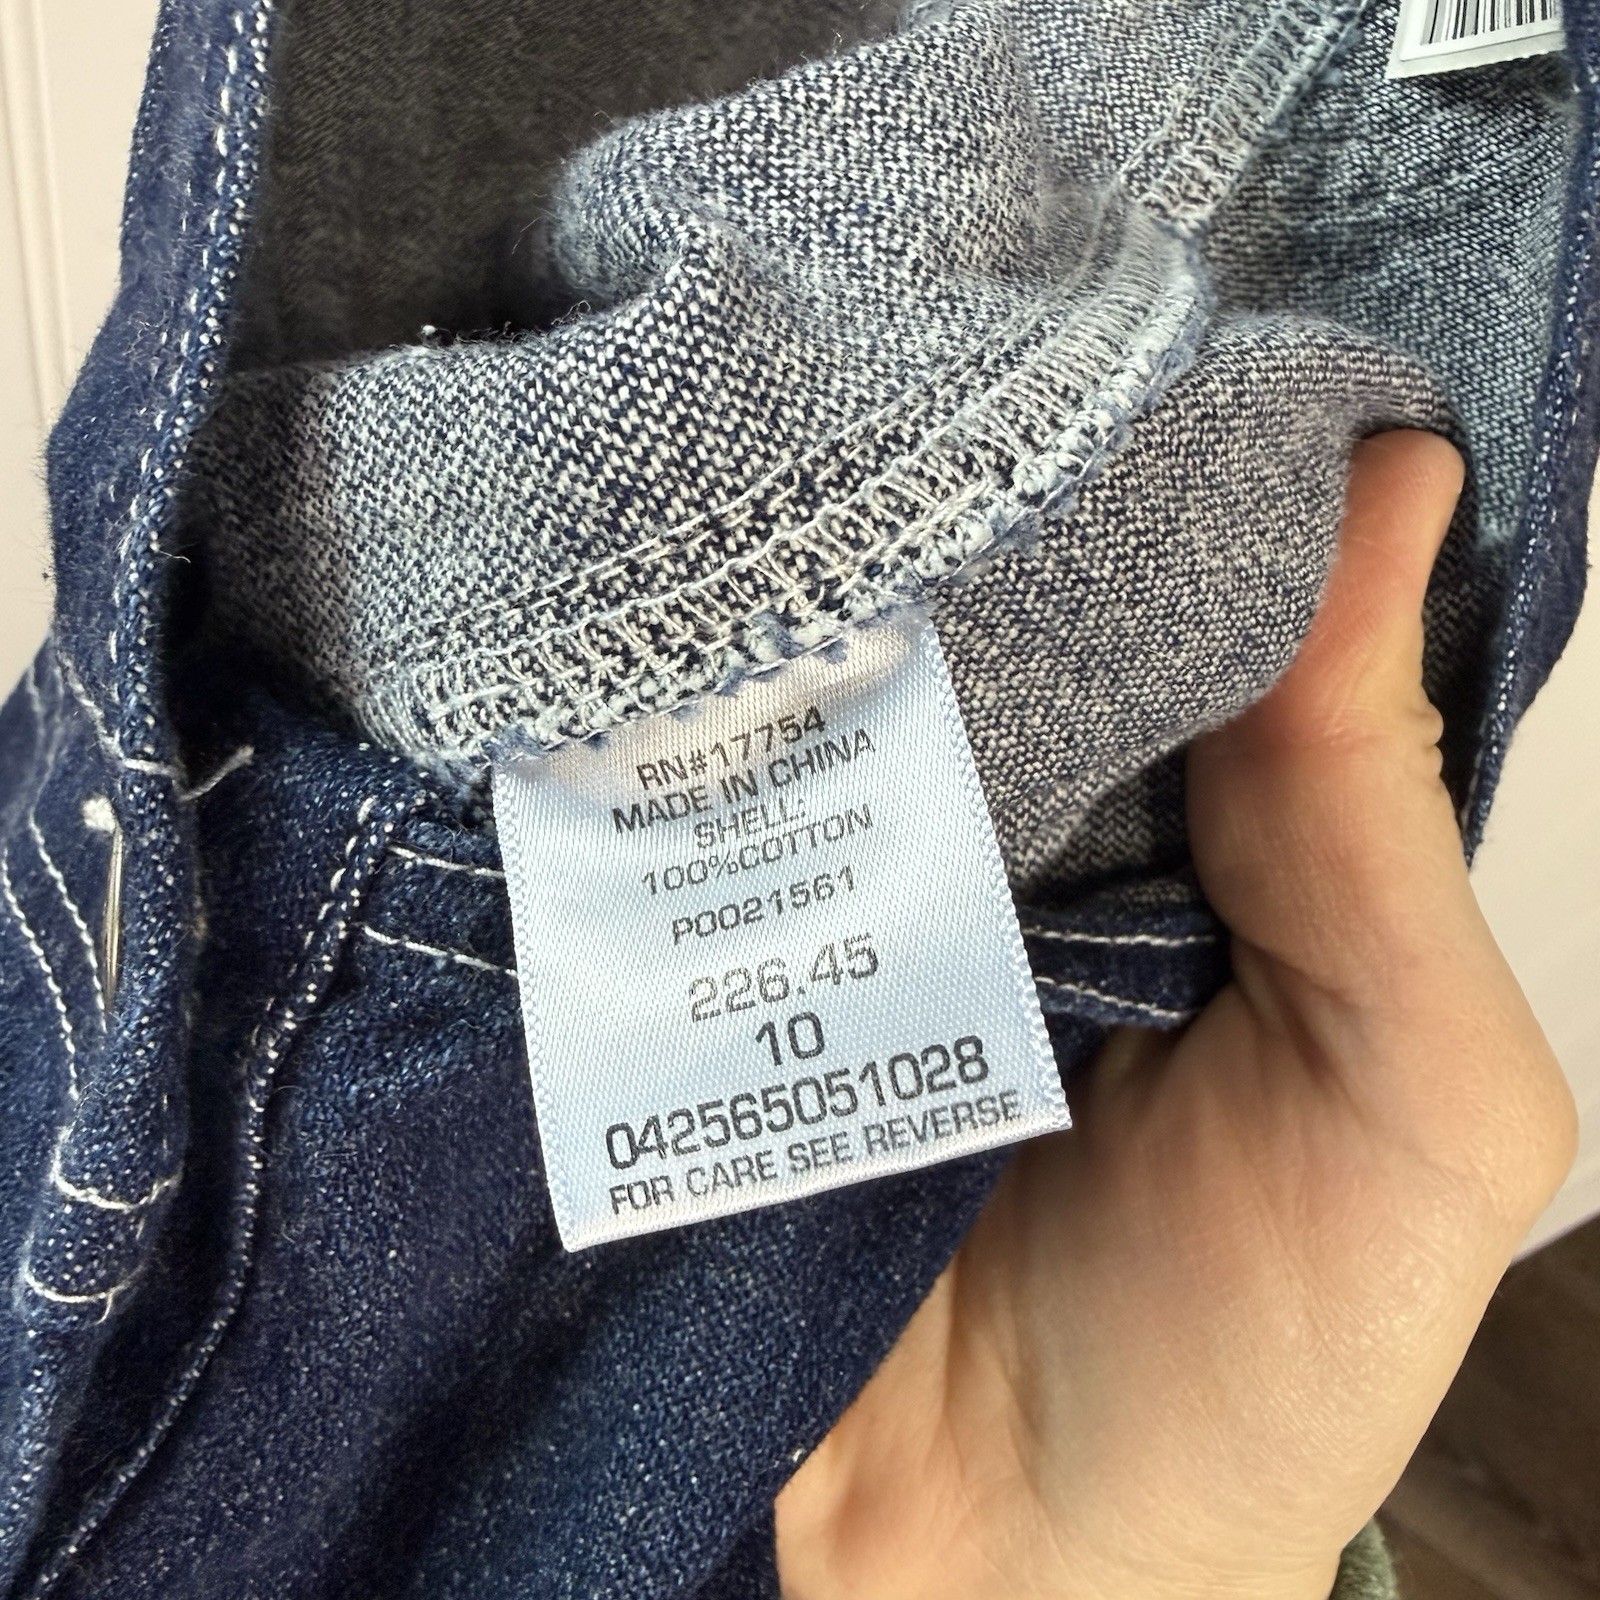 RN#17754
MADE IN CHINA
SHELL:
100%COTTON
P0021561
226.45
10
042565051028
FOR CARE SEE REVERSE